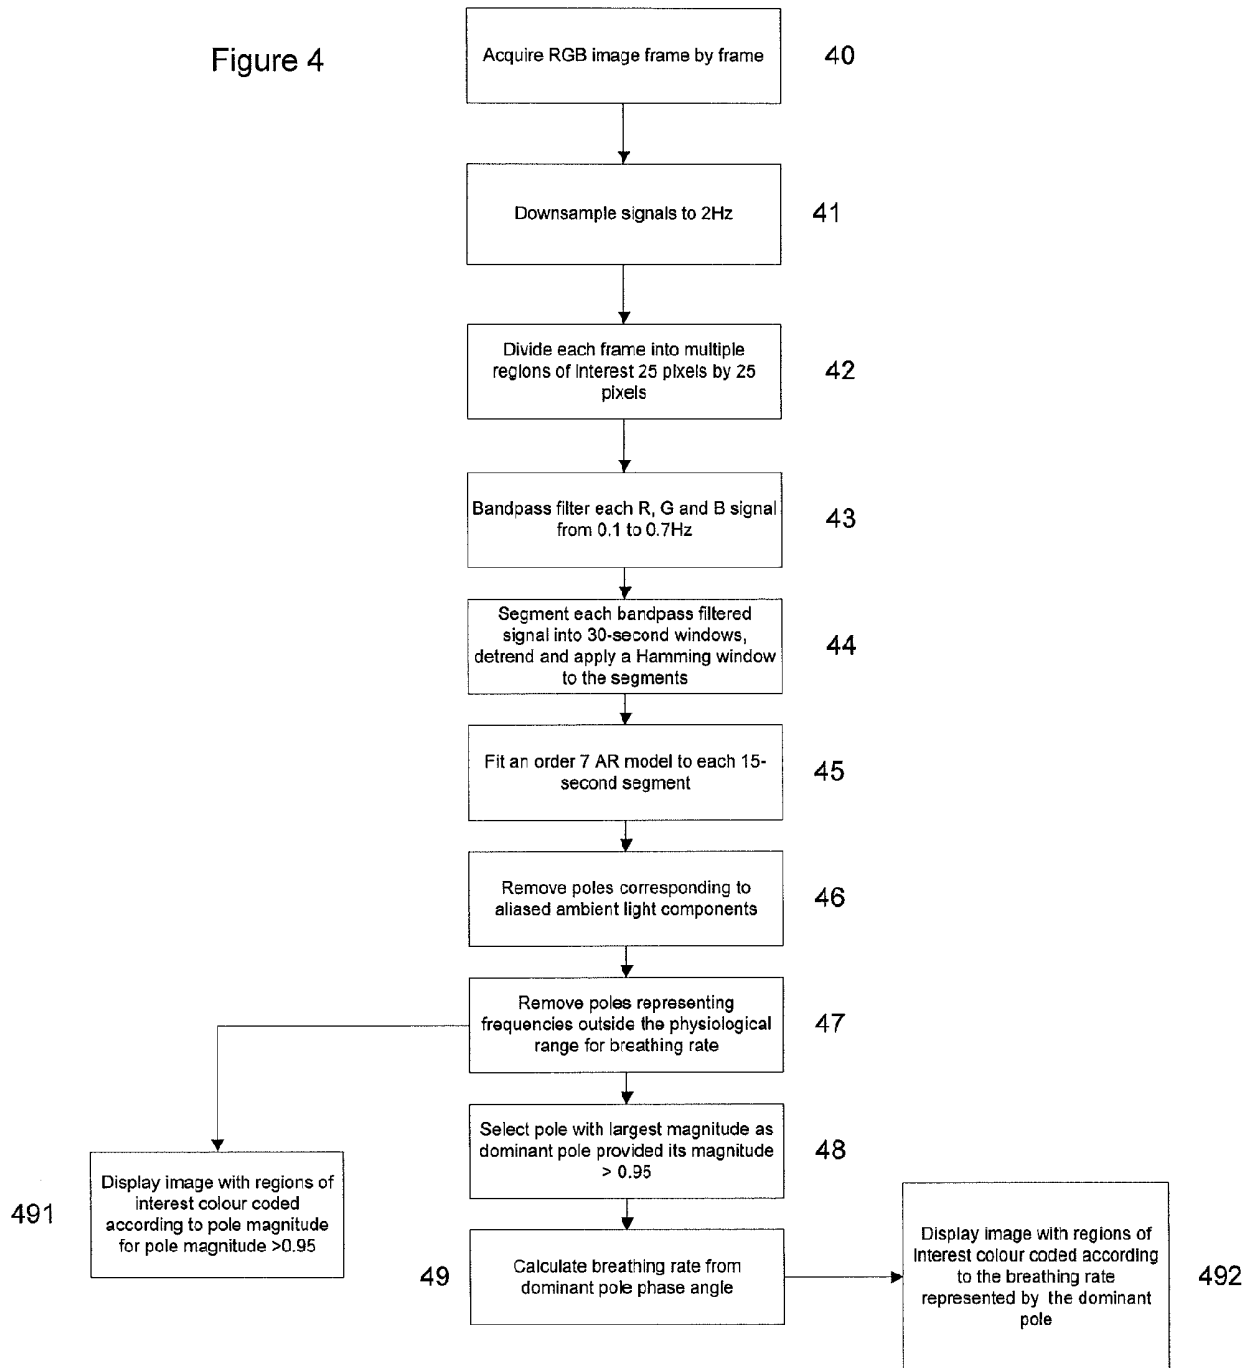 Figure 4
Acquire RGB image frame by frame
40
Downsample signals to 2Hz
41
Divide each frame into multiple
regions of interest 25 pixels by 25
pixels
42
Bandpass filter each R, G and B signal
from 0.1 to 0.7Hz
43
Segment each bandpass filtered
signal into 30-second windows,
detrend and apply a Hamming window
to the segments
44
Fit an order 7 AR model to each 15-
second segment
45
Remove poles corresponding to
aliased ambient light components
46
Remove poles representing
frequencies outside the physiological
range for breathing rate
47
Select pole with largest magnitude as
dominant pole provided its magnitude
> 0.95
48
491
Display image with regions of
interest colour coded
according to pole magnitude
for pole magnitude >0.95
49
Calculate breathing rate from
dominant pole phase angle
Display image with regions of
interest colour coded according
to the breathing rate
represented by the dominant
pole
492